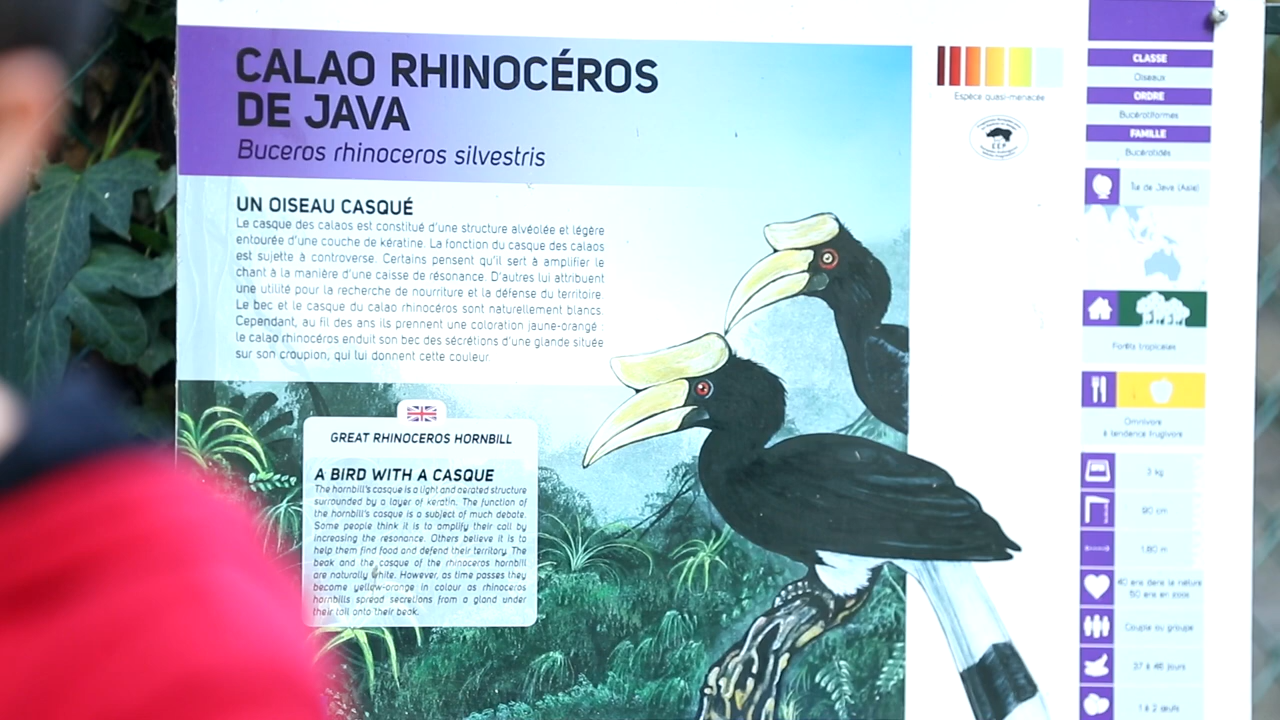 CALAO RHINOCÉROS
DE JAVA
Buceros rhinoceros silvestris
UN OISEAU CASQUÉ
Le casque des calaos est constitué d'une structure alvéolée et légère
entourée d'une couche de kératine. La fonction du casque des calaos
est sujette à controverse. Certains pensent qu'il sert à amplifier le
chant à la manière d'une caisse de résonance. D'autres lui attribuent
une utilité pour la recherche de nourriture et la défense du territoire.
Le bec et le casque du calao rhinocéros sont naturellement blancs.
Cependant, au fil des ans ils prennent une coloration jaune-orangé :
le calao rhinocéros enduit son bec des sécrétions d'une glande située
sur son croupion, qui lui donnent cette couleur.
GREAT RHINOCEROS HORNBILL
A BIRD WITH A CASQUE
The hornbill's casque is a light and aerated structure
surrounded by a layer of keratin. The function of
the hornbill's casque is a subject of much debate.
Some people think it is to amplify their call by
increasing the resonance. Others believe it is to
help them find food and defend their territory. The
beak and the casque of the rhinoceros hornbill
are naturally white. However, as time passes they
become yellow-orange in colour as rhinoceros
hornbills spread secretions from a gland under
their tail onto their beak.
Espèce quasi-menacée
EEP
CLASSE
Oiseaux
ORDRE
Bucérotiformes
FAMILLE
Bucérotidés
Île de Java (Asie)
Forêts tropicales
Omnivore
à tendance frugivore
3 kg
90 cm
1,80 m
40 ans dans la nature
50 ans en zoos
Couple ou groupe
37 à 46 jours
1 à 2 œufs